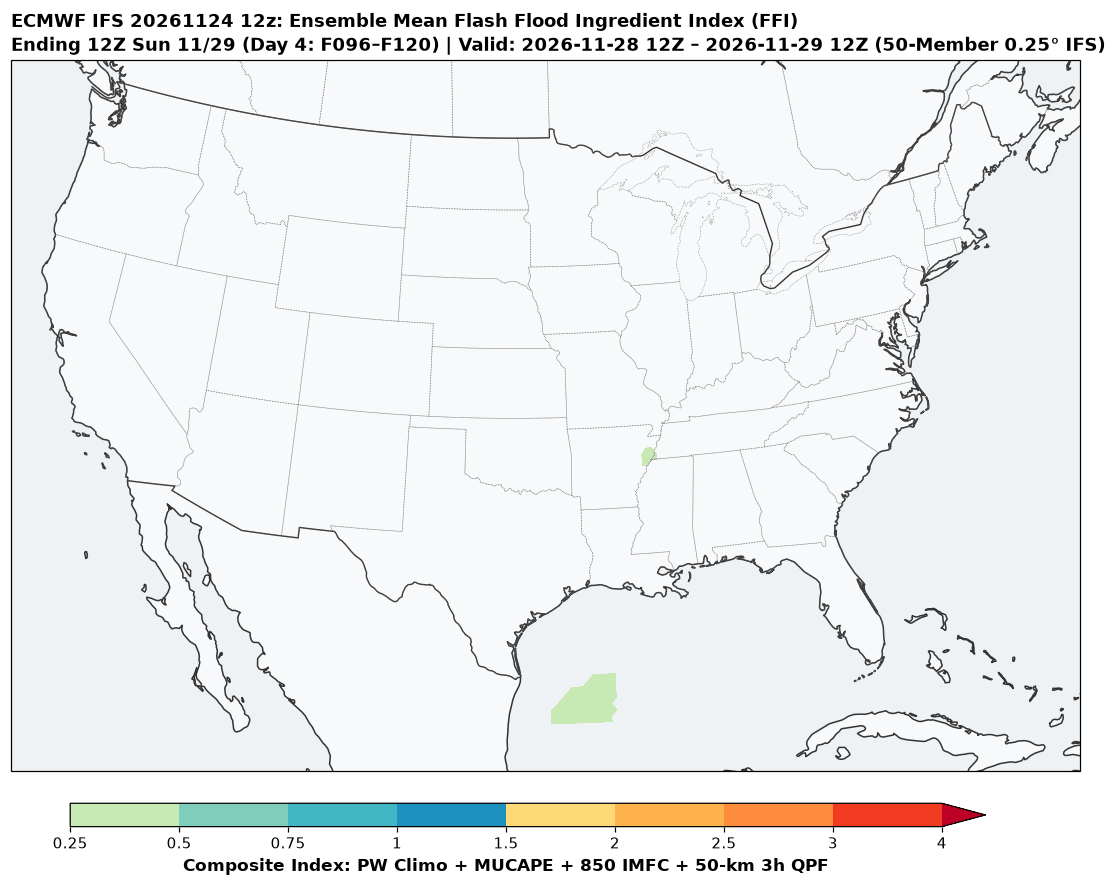 ECMWF IFS 20261124 12z: Ensemble Mean Flash Flood Ingredient Index (FFI)
Ending 12Z Sun 11/29 (Day 4: F096–F120) | Valid: 2026-11-28 12Z – 2026-11-29 12Z (50-Member 0.25° IFS)
0.25 0.5 0.75 1 1.5 2 2.5 3 4
Composite Index: PW Climo + MUCAPE + 850 IMFC + 50-km 3h QPF